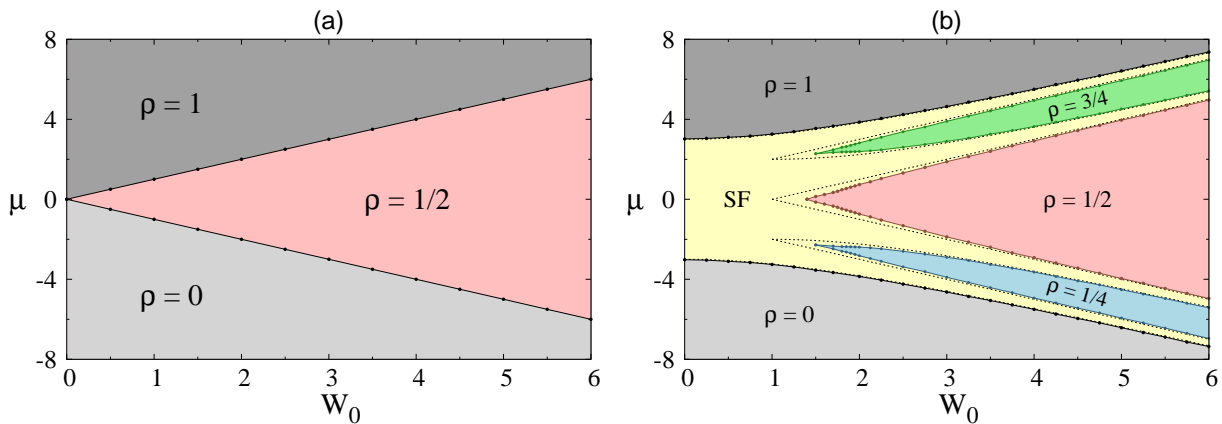 (a)
8
4
0
-4
-8
μ
ρ = 1
ρ = 1/2
ρ = 0
0 1 2 3 4 5 6
W₀
(b)
8
4
0
-4
-8
μ
ρ = 1
ρ = 3/4
SF
ρ = 1/2
ρ = 1/4
ρ = 0
0 1 2 3 4 5 6
W₀